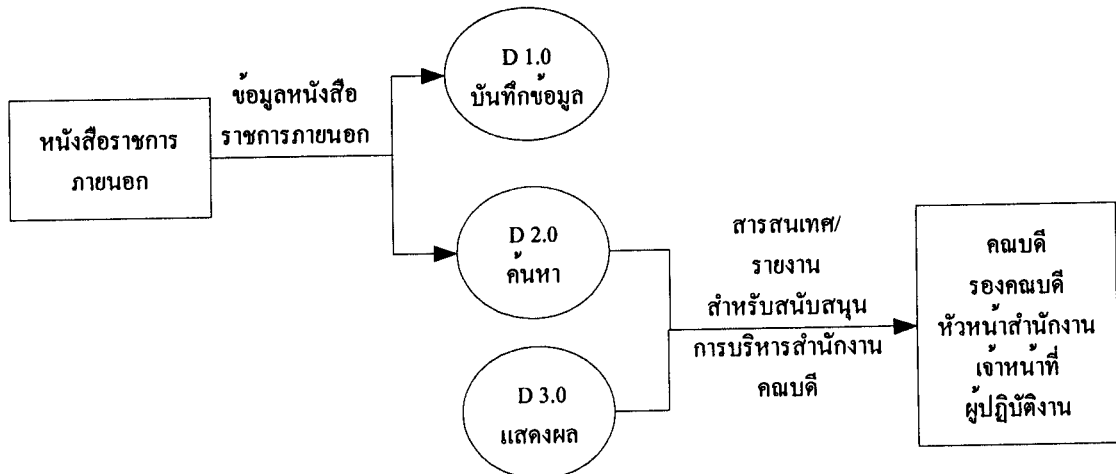 D 1.0
บันทึกข้อมูล
ข้อมูลหนังสือ
ราชการภายนอก
หนังสือราชการ
ภายนอก
D 2.0
ค้นหา
สารสนเทศ/
รายงาน
สำหรับสนับสนุน
การบริหารสำนักงาน
คณบดี
คณบดี
รองคณบดี
หัวหน้าสำนักงาน
เจ้าหน้าที่
ผู้ปฏิบัติงาน
D 3.0
แสดงผล